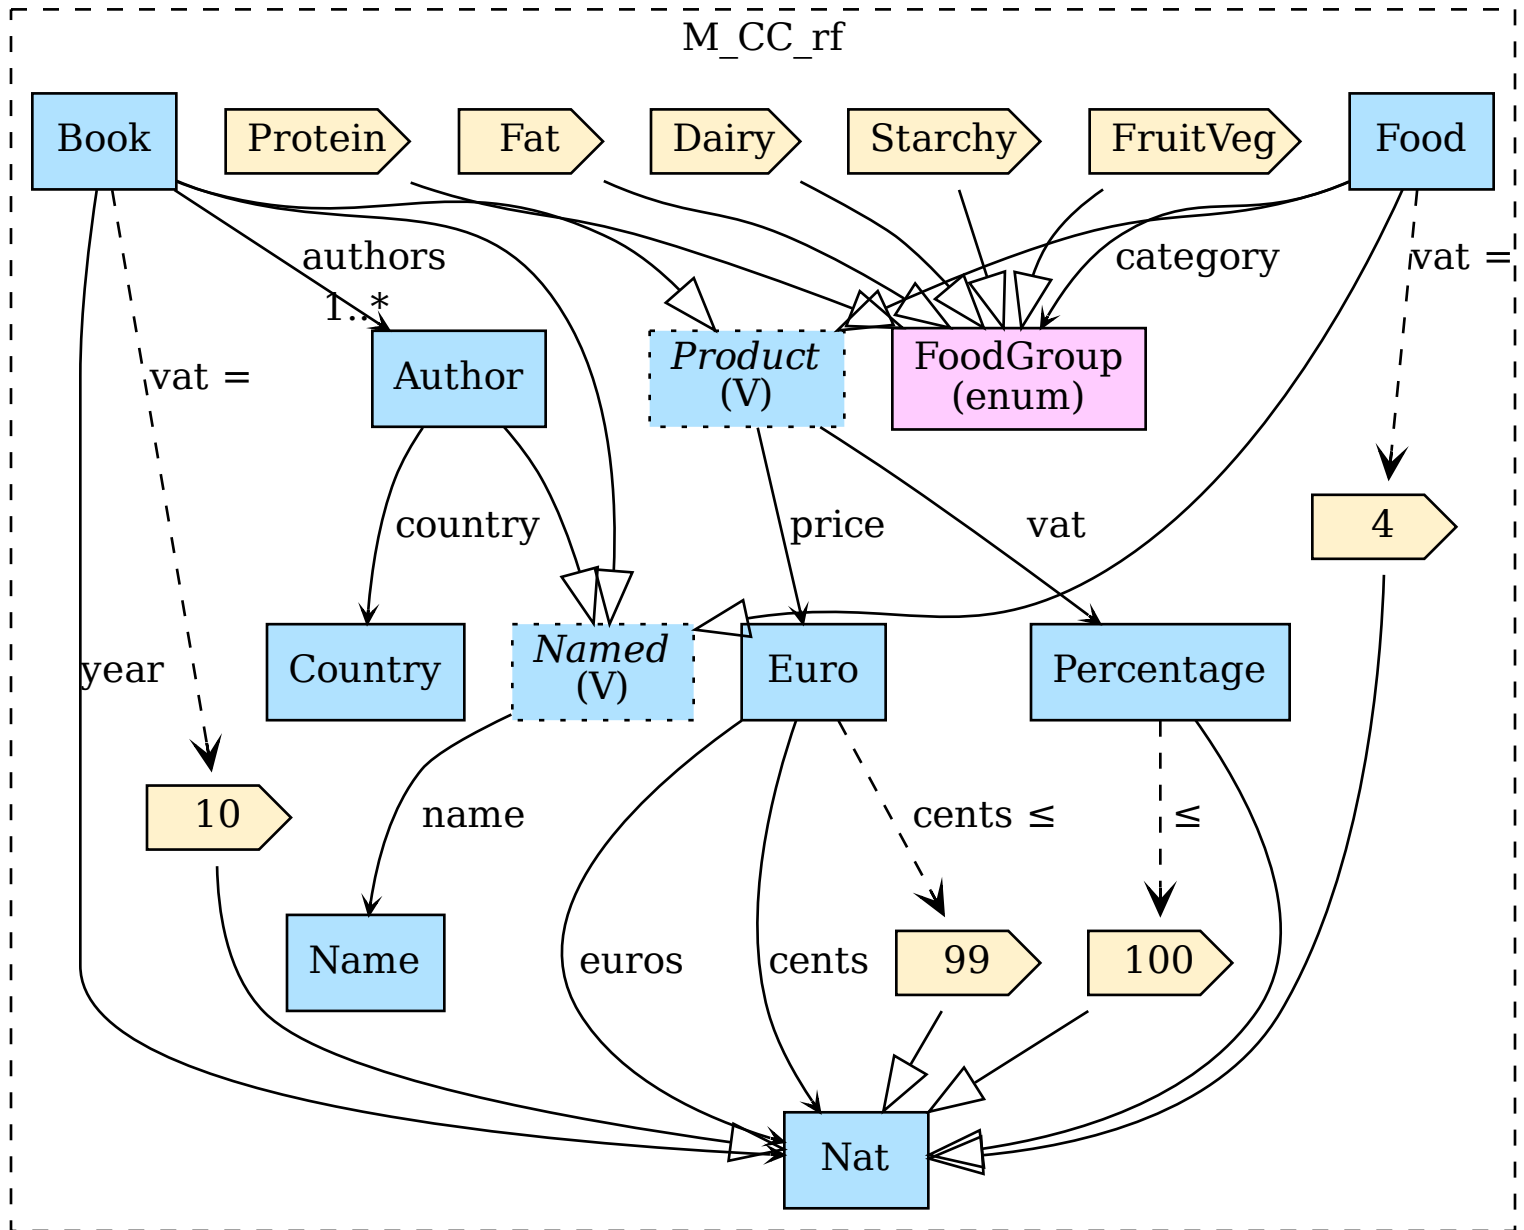 M_CC_rf
Book
Protein
Fat
Dairy
Starchy
FruitVeg
Food
authors
category
vat =
1..*
vat =
Author
Product
(V)
FoodGroup
(enum)
country
price
vat
4
year
Country
Named
(V)
Euro
Percentage
10
name
cents ≤
≤
Name
euros
cents
99
100
Nat